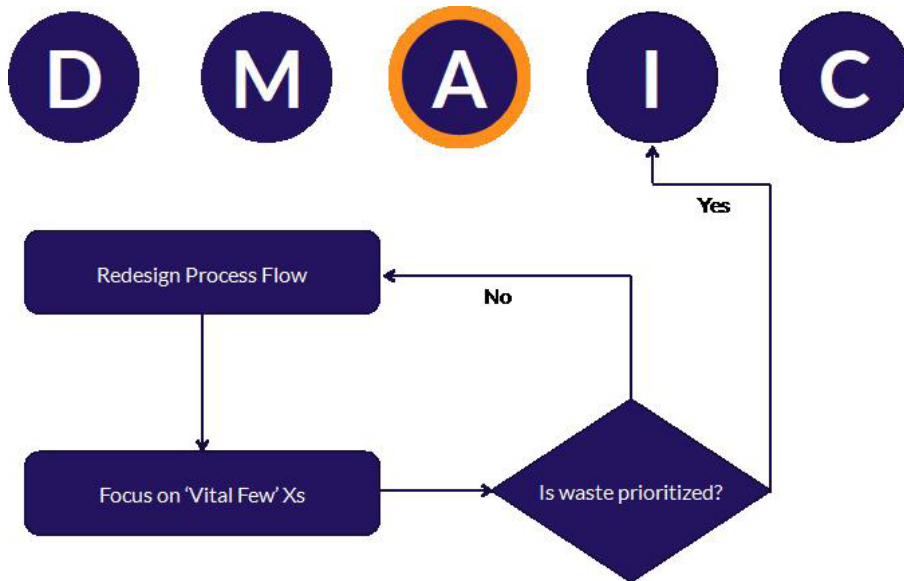 D M A I C
Yes
Redesign Process Flow
No
Focus on ‘Vital Few’ Xs
Is waste prioritized?